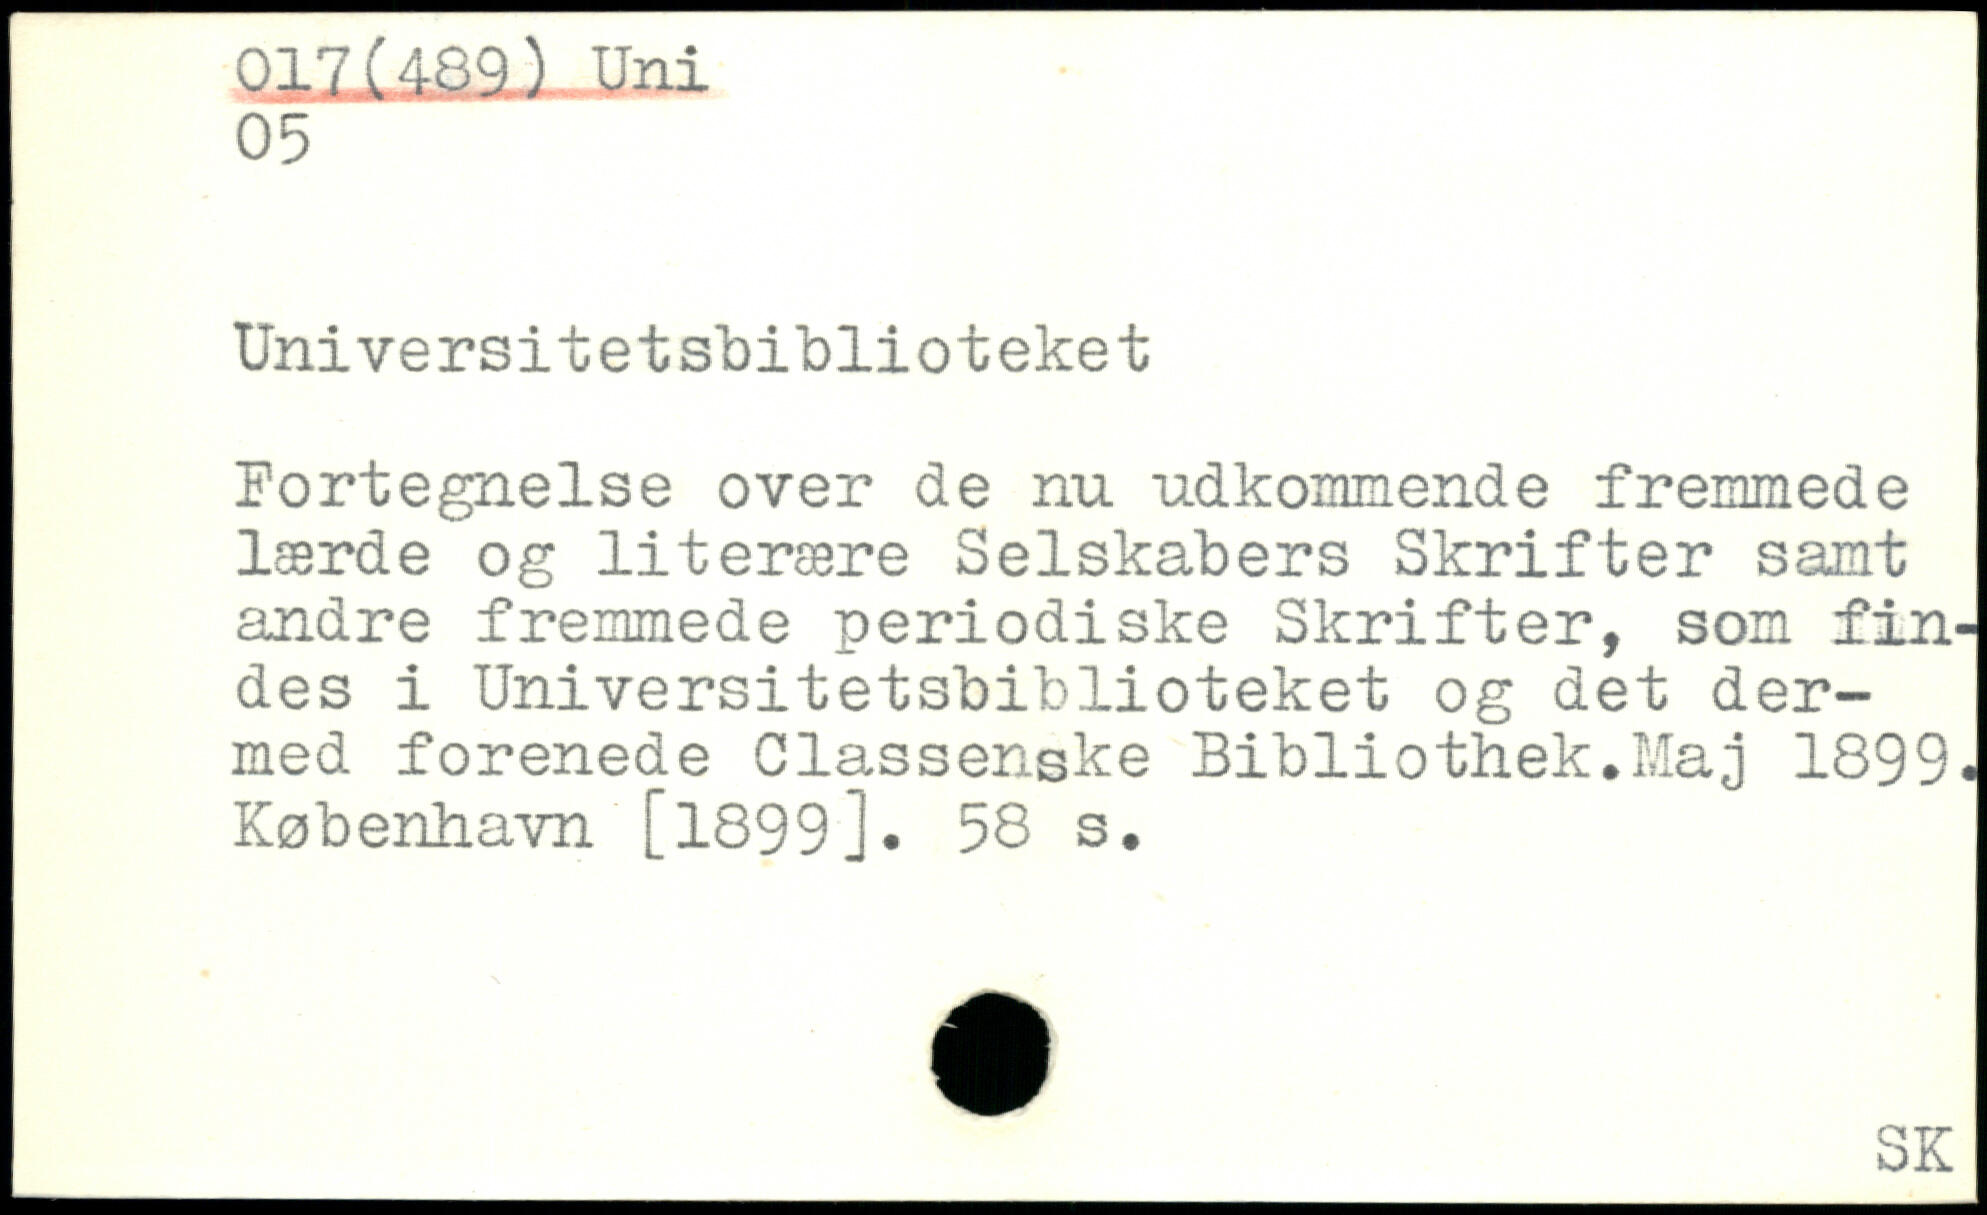 017(489) Uni
05
Universitetsbiblioteket
Fortegnelse over de nu udkommende fremmede
lærde og literære Selskabers Skrifter samt
andre fremmede periodiske Skrifter, som fin-
des i Universitetsbiblioteket og det der-
med forenede Classenske Bibliothek.Maj 1899.
København [1899]. 58 s.
SK